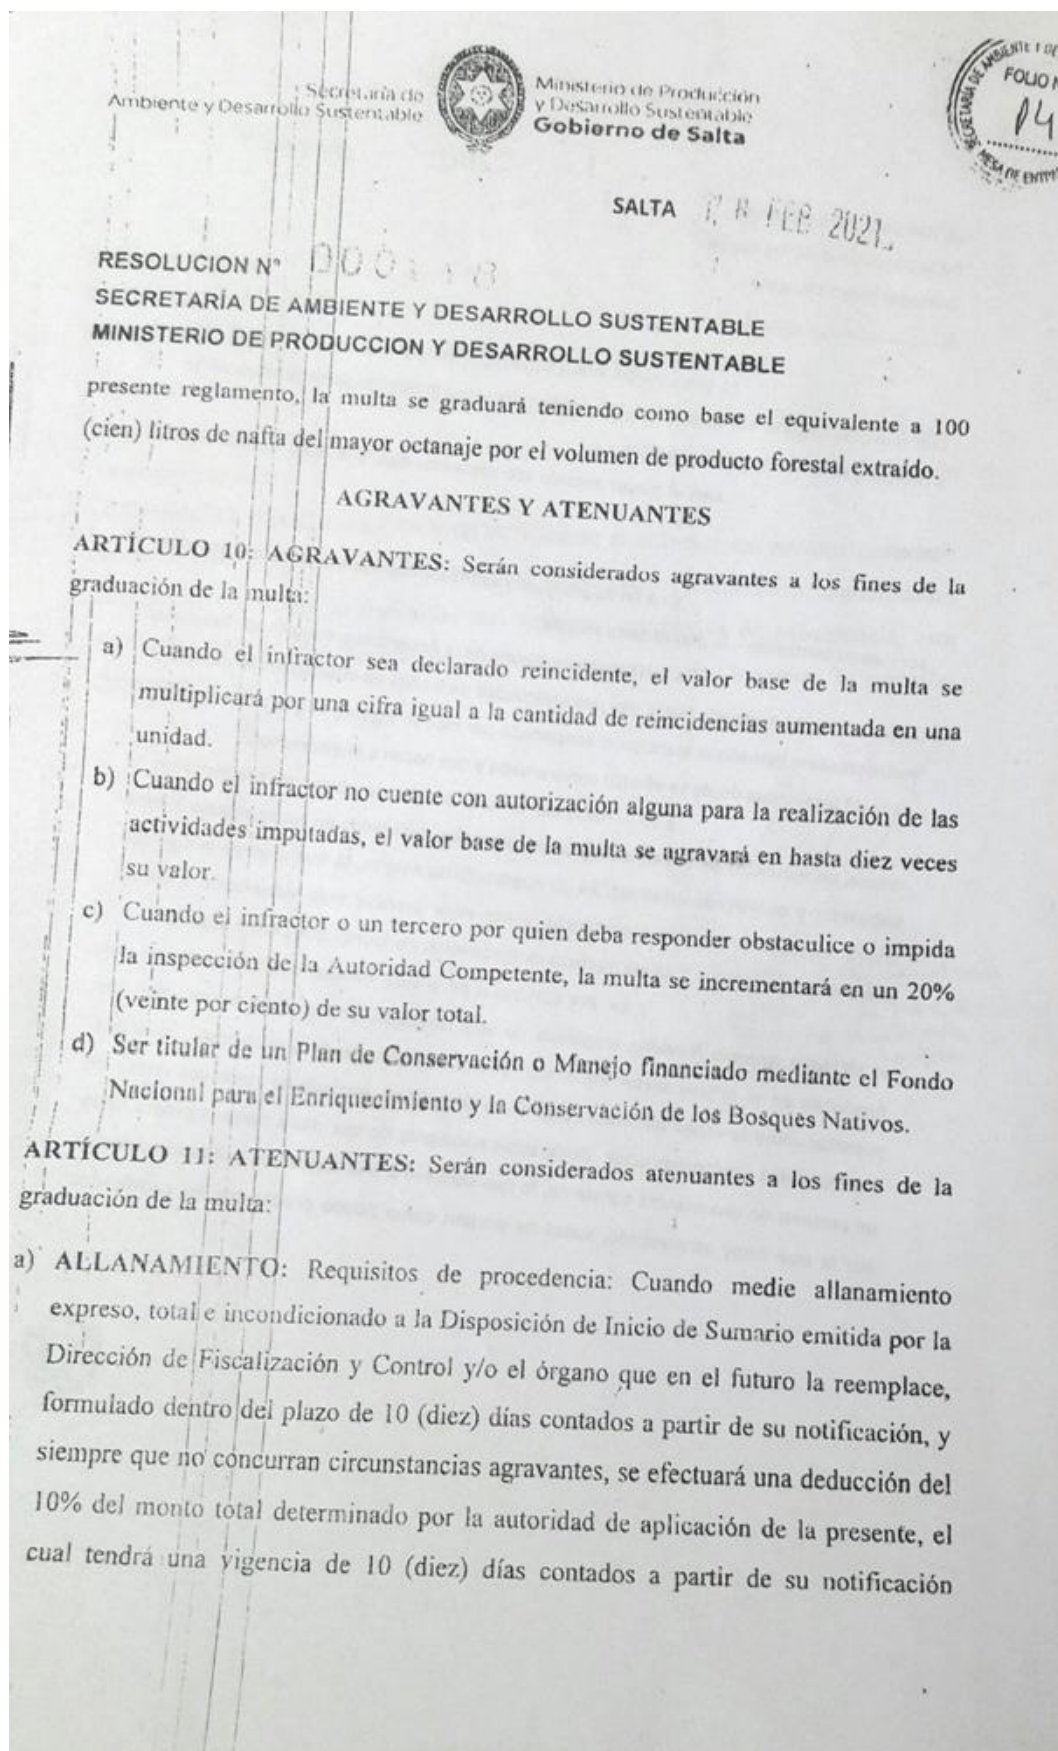 Secretaría de
Ambiente y Desarrollo Sustentable
Ministerio de Producción
y Desarrollo Sustentable
Gobierno de Salta
FOLIO
SALTA FEB 2021
RESOLUCION N°
SECRETARÍA DE AMBIENTE Y DESARROLLO SUSTENTABLE
MINISTERIO DE PRODUCCION Y DESARROLLO SUSTENTABLE
presente reglamento, la multa se graduará teniendo como base el equivalente a 100
(cien) litros de nafta del mayor octanaje por el volumen de producto forestal extraído.
AGRAVANTES Y ATENUANTES
ARTÍCULO 10: AGRAVANTES: Serán considerados agravantes a los fines de la
graduación de la multa:
a) Cuando el infractor sea declarado reincidente, el valor base de la multa se
multiplicará por una cifra igual a la cantidad de reincidencias aumentada en una
unidad.
b) Cuando el infractor no cuente con autorización alguna para la realización de las
actividades imputadas, el valor base de la multa se agravará en hasta diez veces
su valor.
c) Cuando el infractor o un tercero por quien deba responder obstaculice o impida
la inspección de la Autoridad Competente, la multa se incrementará en un 20%
(veinte por ciento) de su valor total.
d) Ser titular de un Plan de Conservación o Manejo financiado mediante el Fondo
Nacional para el Enriquecimiento y la Conservación de los Bosques Nativos.
ARTÍCULO 11: ATENUANTES: Serán considerados atenuantes a los fines de la
graduación de la multa:
a) ALLANAMIENTO: Requisitos de procedencia: Cuando medie allanamiento
expreso, total e incondicionado a la Disposición de Inicio de Sumario emitida por la
Dirección de Fiscalización y Control y/o el órgano que en el futuro la reemplace,
formulado dentro del plazo de 10 (diez) días contados a partir de su notificación, y
siempre que no concurran circunstancias agravantes, se efectuará una deducción del
10% del monto total determinado por la autoridad de aplicación de la presente, el
cual tendrá una vigencia de 10 (diez) días contados a partir de su notificación